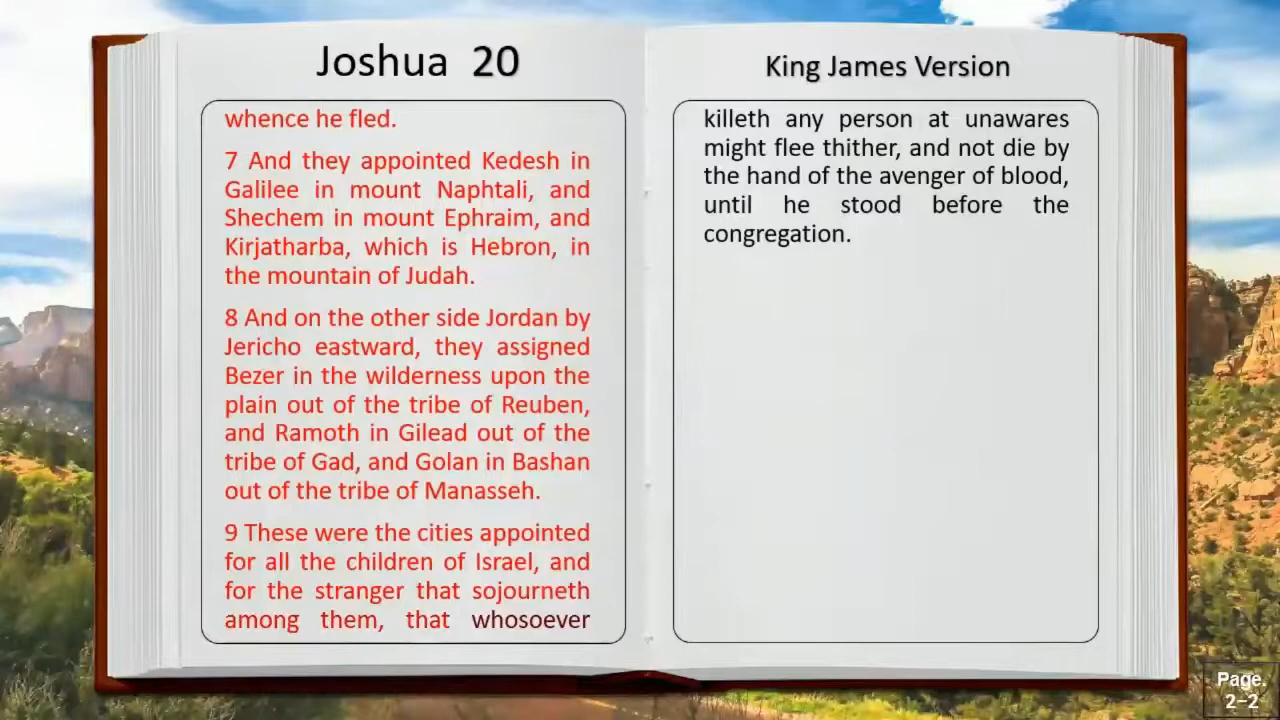 Joshua 20
King James Version
whence he fled.
7 And they appointed Kedesh in
Galilee in mount Naphtali, and
Shechem in mount Ephraim, and
Kirjatharba, which is Hebron, in
the mountain of Judah.
8 And on the other side Jordan by
Jericho eastward, they assigned
Bezer in the wilderness upon the
plain out of the tribe of Reuben,
and Ramoth in Gilead out of the
tribe of Gad, and Golan in Bashan
out of the tribe of Manasseh.
9 These were the cities appointed
for all the children of Israel, and
for the stranger that sojourneth
among them, that whosoever
killeth any person at unawares
might flee thither, and not die by
the hand of the avenger of blood,
until he stood before the
congregation.
Page.
2-2